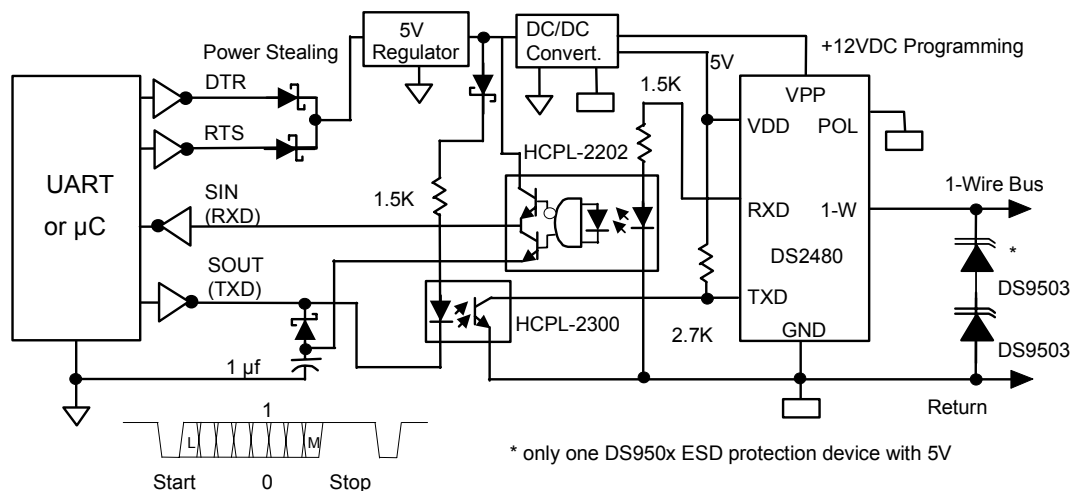 Power Stealing
5V
Regulator
DC/DC
Convert.
+12VDC Programming
5V
DTR
RTS
1.5K
VPP
VDD
POL
UART
or µC
HCPL-2202
SIN
(RXD)
1.5K
RXD
1-W
1-Wire Bus
DS2480
*
SOUT
(TXD)
DS9503
TXD
HCPL-2300
2.7K
GND
DS9503
1 µf
Return
1
L
M
Start
0
Stop
* only one DS950x ESD protection device with 5V